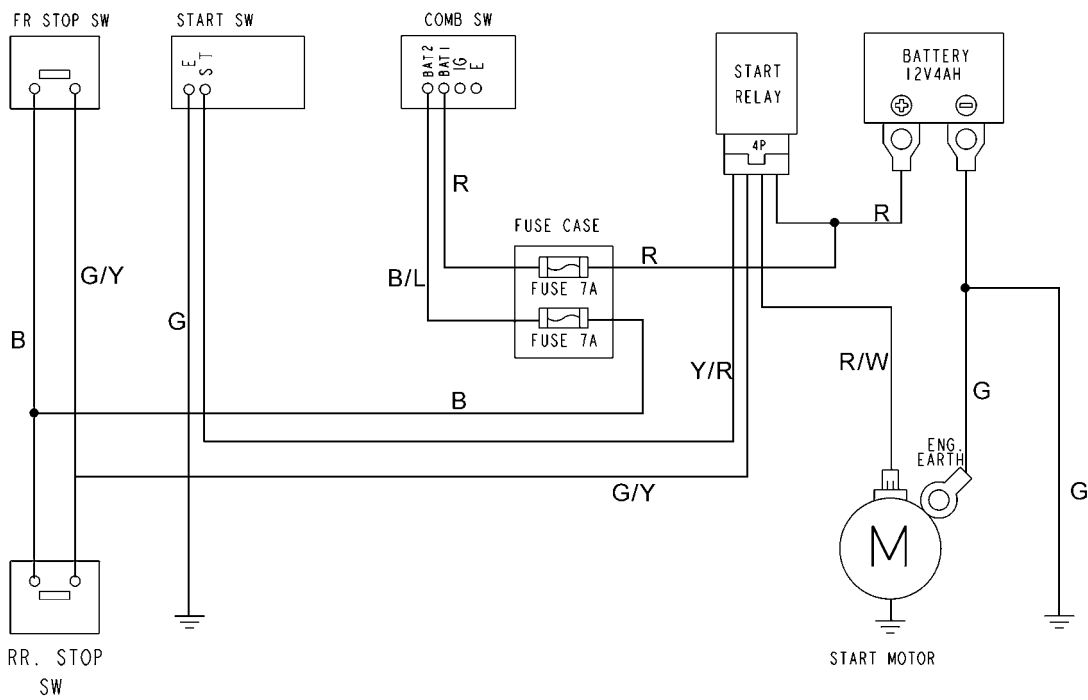 FR STOP SW
START SW
COMB SW
E
ST
BAT2
BAT1
IG
E
START
RELAY
4P
BATTERY
12V4AH
+
-
R
R
FUSE CASE
R
FUSE 7A
FUSE 7A
G/Y
B/L
G
B
Y/R
R/W
B
G
ENG.
EARTH
G/Y
G
M
RR. STOP
SW
START MOTOR